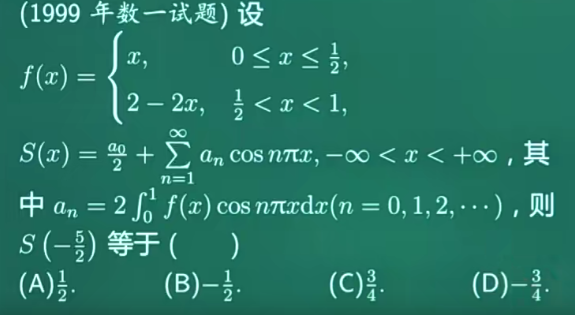 (1999 年数一试题) 设
f(x) = { x, 0 ≤ x ≤ 1/2,
2 − 2x, 1/2 < x < 1,
S(x) = a₀/2 + ∑_{n=1}^{∞} aₙ cos nπx, −∞ < x < +∞ , 其
中 aₙ = 2 ∫₀¹ f(x) cos nπxdx(n = 0, 1, 2, ⋯) , 则
S (−5/2) 等于 ( )
(A) 1/2. (B) −1/2. (C) 3/4. (D) −3/4.